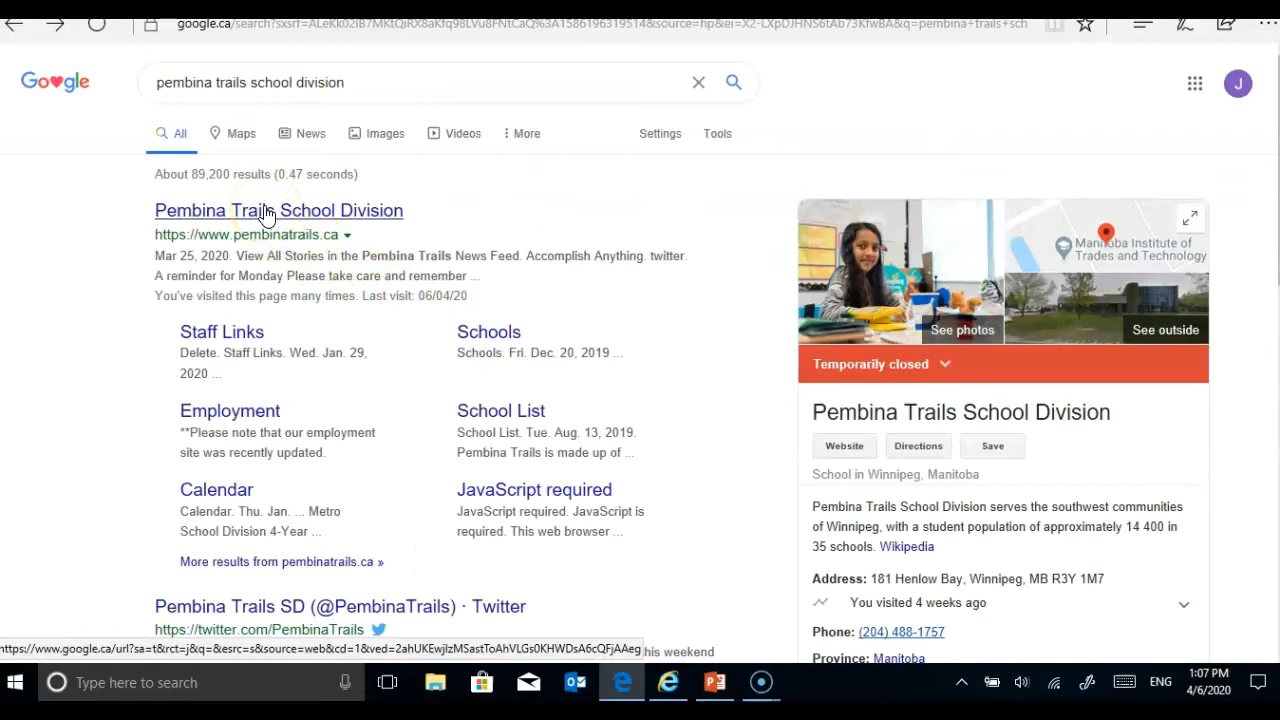 google.ca/search?sxsrf=ALeKk02IB7MKtQiRX8aKfq98LVu8FNtCaQ%3A1586196319514&source=hp&ei=X2-LXpDJHNS6tAb73KfwBA&q=pembina+trails+sch
Google
pembina trails school division
J
All
Maps
News
Images
Videos
More
Settings
Tools
About 89,200 results (0.47 seconds)
Pembina Trails School Division
https://www.pembinatrails.ca
Mar 25, 2020. View All Stories in the Pembina Trails News Feed. Accomplish Anything. twitter.
A reminder for Monday Please take care and remember ...
You've visited this page many times. Last visit: 06/04/20
Staff Links
Delete. Staff Links. Wed. Jan. 29,
2020 ...
Schools
Schools. Fri. Dec. 20, 2019 ...
Employment
**Please note that our employment
site was recently updated.
School List
School List. Tue. Aug. 13, 2019.
Pembina Trails is made up of ...
Calendar
Calendar. Thu. Jan. ... Metro
School Division 4-Year ...
JavaScript required
JavaScript required. JavaScript is
required. This web browser ...
More results from pembinatrails.ca »
Pembina Trails SD (@PembinaTrails) · Twitter
https://twitter.com/PembinaTrails
his weekend
https://www.google.ca/url?sa=t&rct=j&q=&esrc=s&source=web&cd=1&ved=2ahUKEwjIzMSastToAhVLGs0KHWDsA6cQFjAAeg
Manitoba Institute of
Trades and Technology
See photos
See outside
Temporarily closed
Pembina Trails School Division
Website
Directions
Save
School in Winnipeg, Manitoba
Pembina Trails School Division serves the southwest communities
of Winnipeg, with a student population of approximately 14 400 in
35 schools. Wikipedia
Address: 181 Henlow Bay, Winnipeg, MB R3Y 1M7
You visited 4 weeks ago
Phone: (204) 488-1757
Province: Manitoba
Type here to search
ENG
1:07 PM
4/6/2020